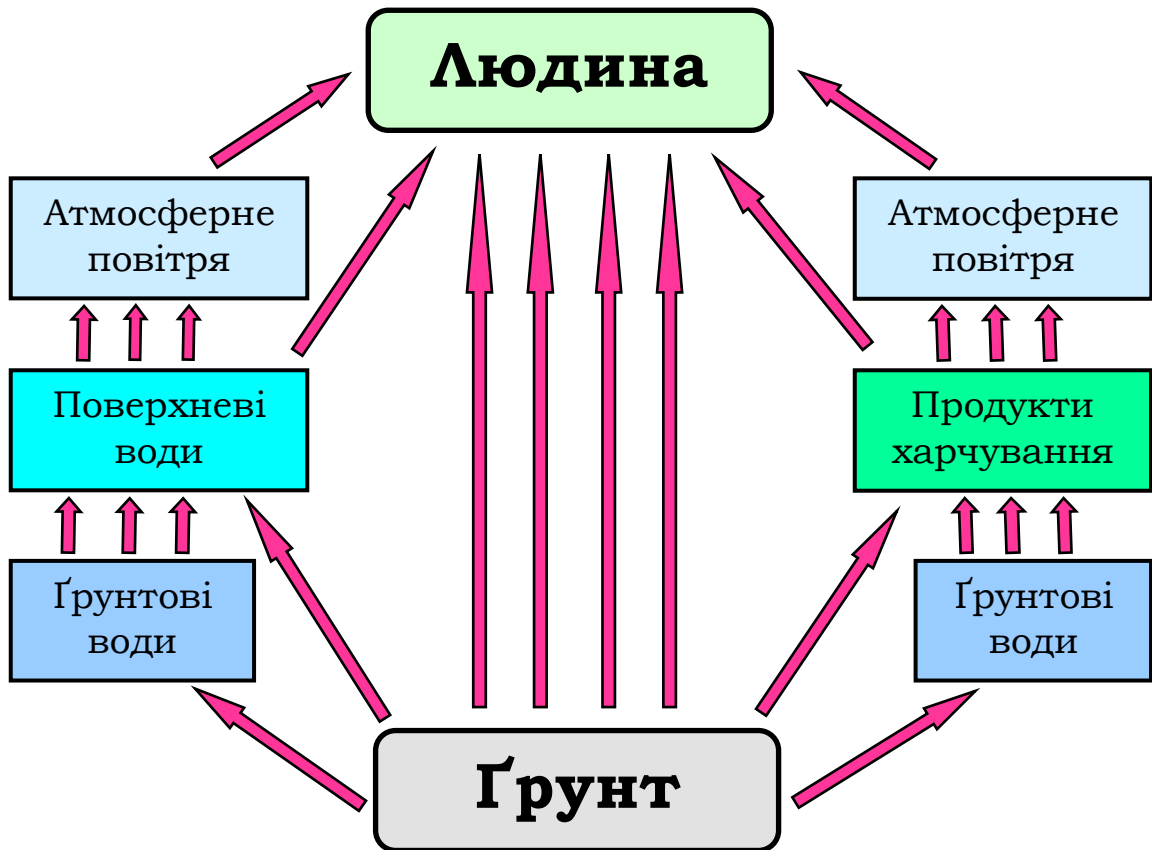 Людина
Атмосферне
повітря
Атмосферне
повітря
Поверхневі
води
Продукти
харчування
Ґрунтові
води
Ґрунтові
води
Ґрунт